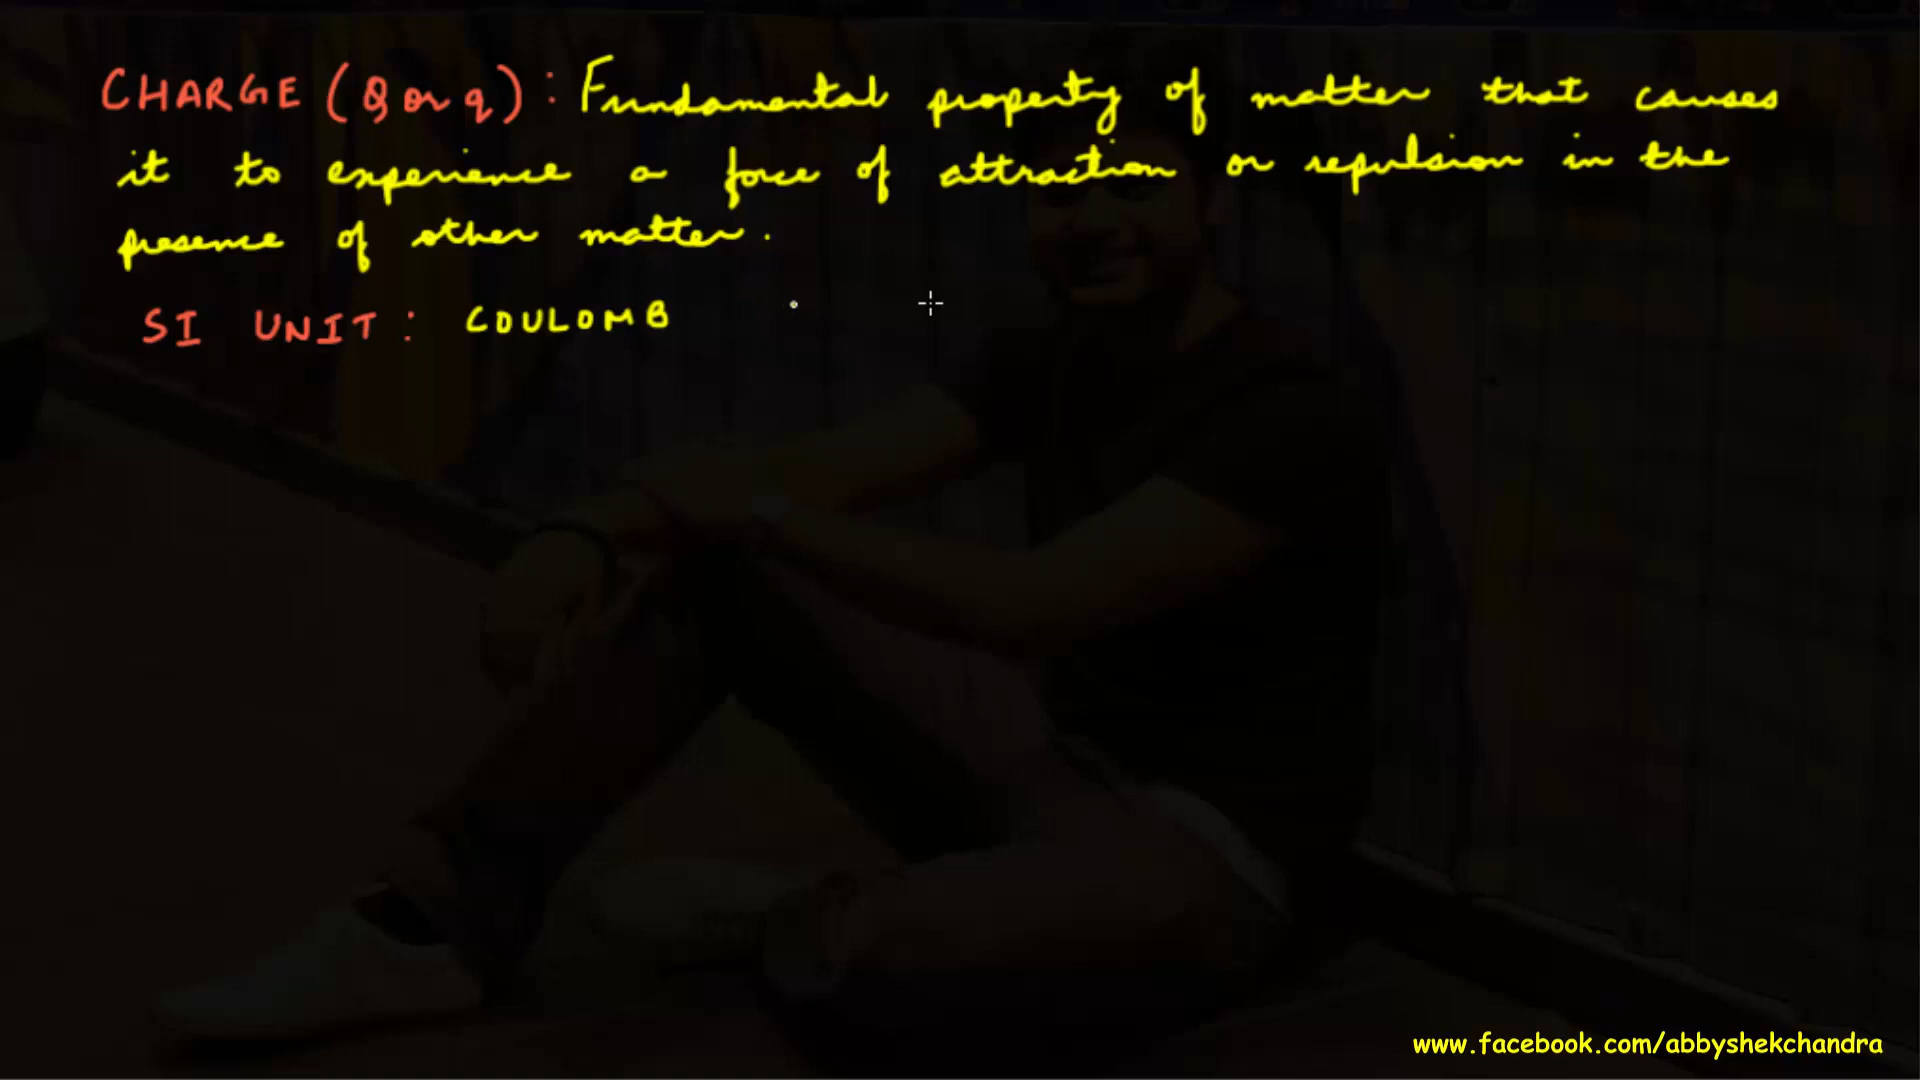 CHARGE (Q or q) : Fundamental property of matter that causes
it to experience a force of attraction or repulsion in the
presence of other matter.
SI UNIT : COULOMB
www.facebook.com/abbyshekchandra